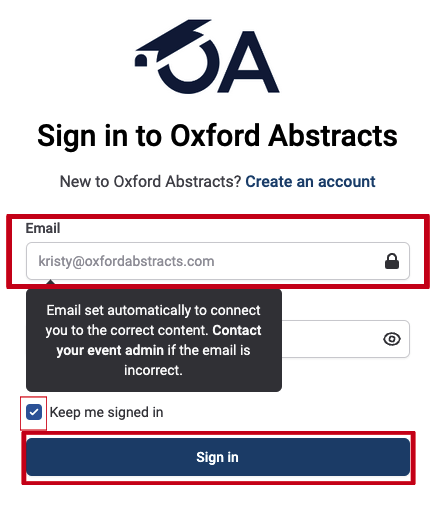 OA
Sign in to Oxford Abstracts
New to Oxford Abstracts? Create an account
Email
kristy@oxfordabstracts.com
Email set automatically to connect
you to the correct content. Contact
your event admin if the email is
incorrect.
Keep me signed in
Sign in